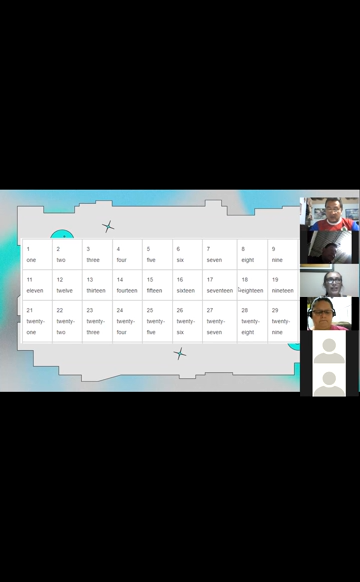 1 2 3 4 5 6 7 8 9
one two three four five six seven eight nine
11 12 13 14 15 16 17 18 19
eleven twelve thirteen fourteen fifteen sixteen seventeen eighteen nineteen
21 22 23 24 25 26 27 28 29
twenty- twenty- twenty- twenty- twenty- twenty- twenty- twenty- twenty-
one two three four five six seven eight nine